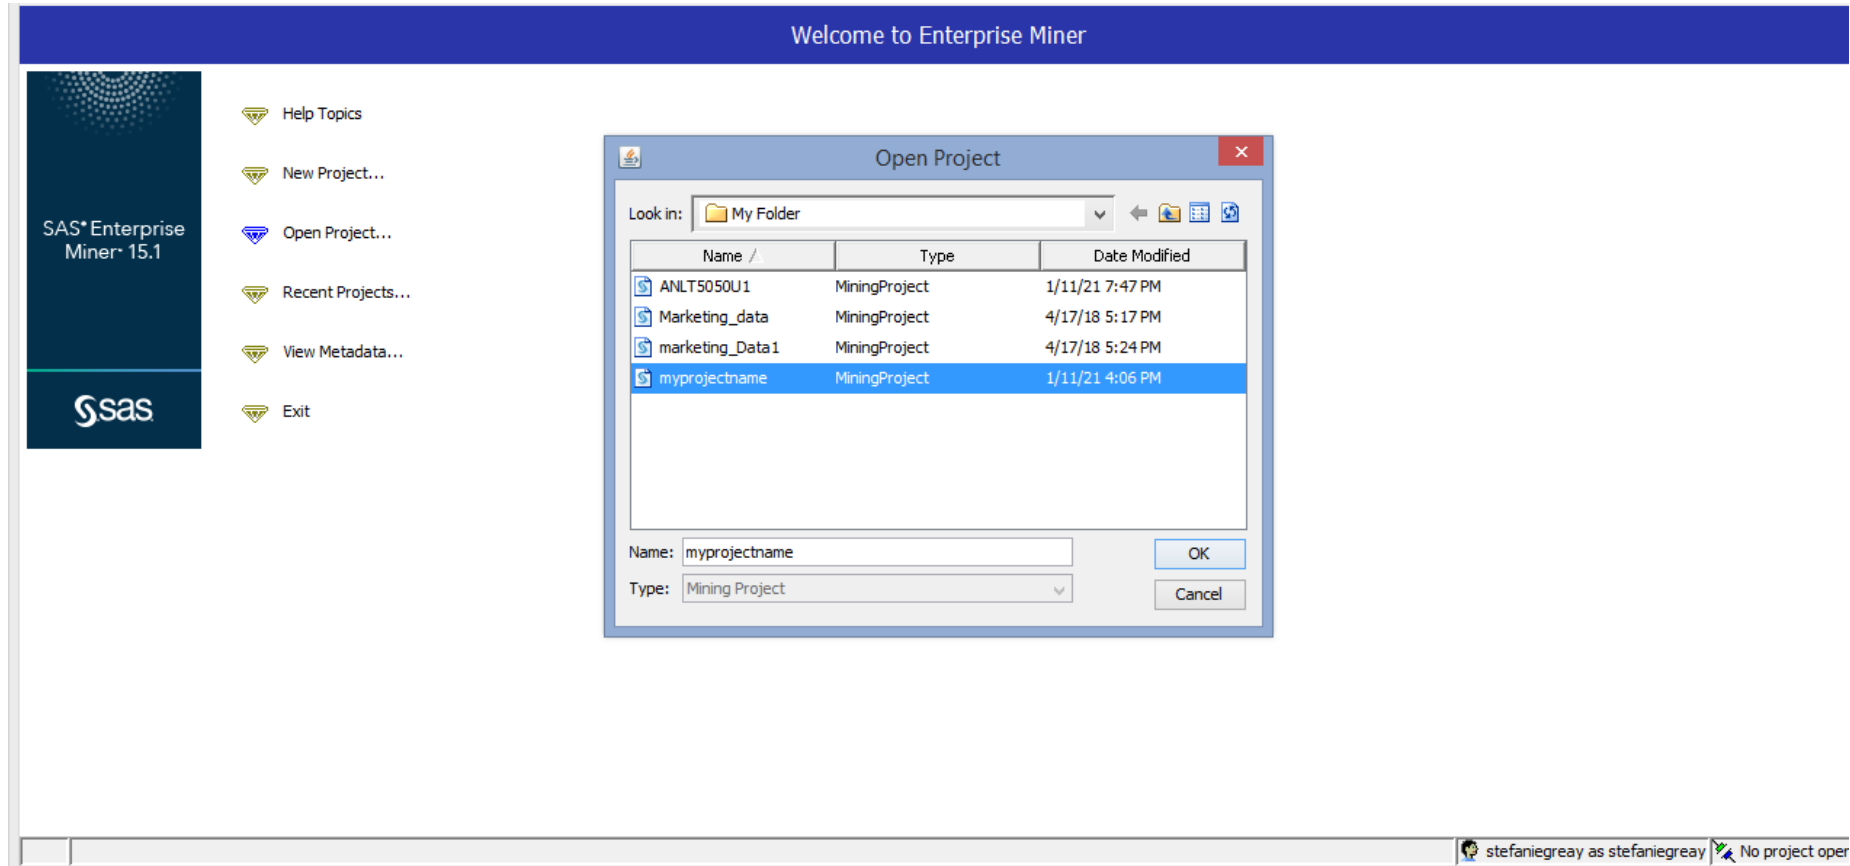 Welcome to Enterprise Miner
SAS® Enterprise
Miner™ 15.1
sas
Help Topics
New Project...
Open Project...
Recent Projects...
View Metadata...
Exit
Open Project
Look in: My Folder
Name Type Date Modified
ANLT5050U1 MiningProject 1/11/21 7:47 PM
Marketing_data MiningProject 4/17/18 5:17 PM
marketing_Data1 MiningProject 4/17/18 5:24 PM
myprojectname MiningProject 1/11/21 4:06 PM
Name: myprojectname OK
Type: Mining Project Cancel
stefaniegreay as stefaniegreay No project open